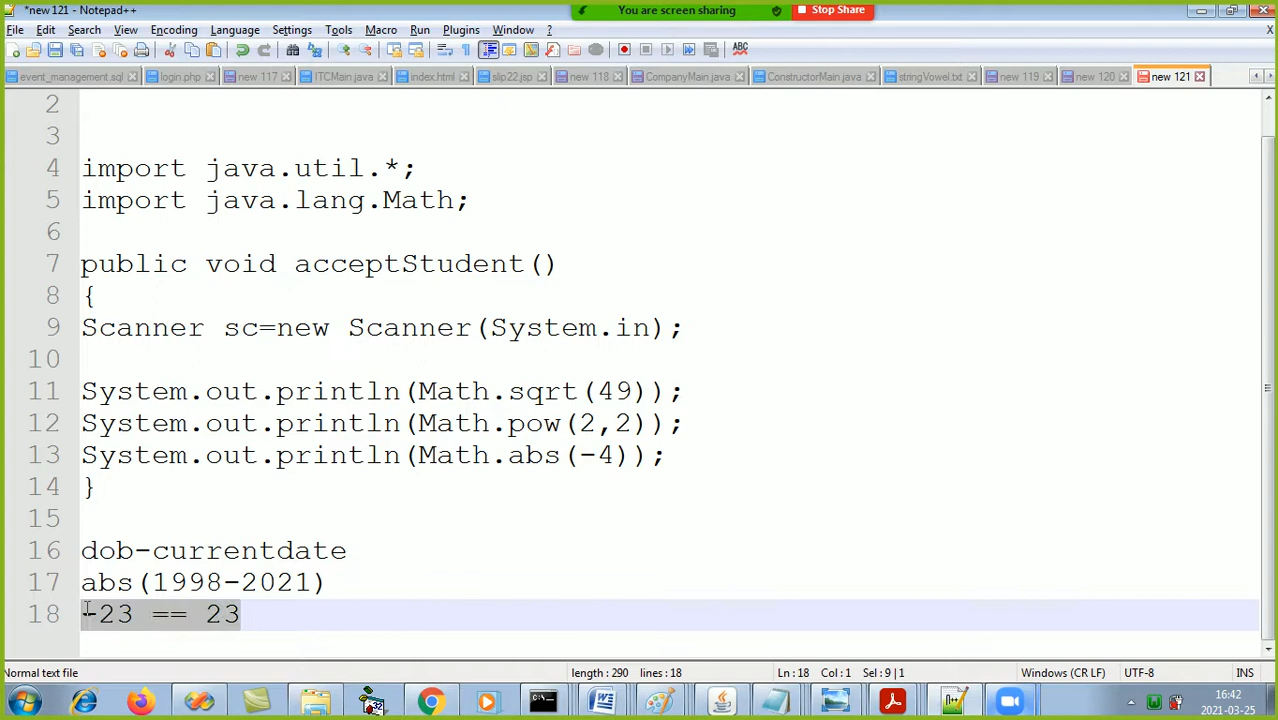 *new 121 - Notepad++
You are screen sharing
Stop Share
File Edit Search View Encoding Language Settings Tools Macro Run Plugins Window ?
X
event_management.sql login.php new 117 ITCMain.java index.html slip22.jsp new 118 CompanyMain.java ConstructorMain.java stringVowel.txt new 119 new 120 new 121
2
3
4 import java.util.*;
5 import java.lang.Math;
6
7 public void acceptStudent()
8 {
9 Scanner sc=new Scanner(System.in);
10
11 System.out.println(Math.sqrt(49));
12 System.out.println(Math.pow(2,2));
13 System.out.println(Math.abs(-4));
14 }
15
16 dob-currentdate
17 abs(1998-2021)
18 -23 == 23
Normal text file length : 290 lines : 18 Ln : 18 Col : 1 Sel : 9 | 1 Windows (CR LF) UTF-8 INS
16:42
2021-03-25